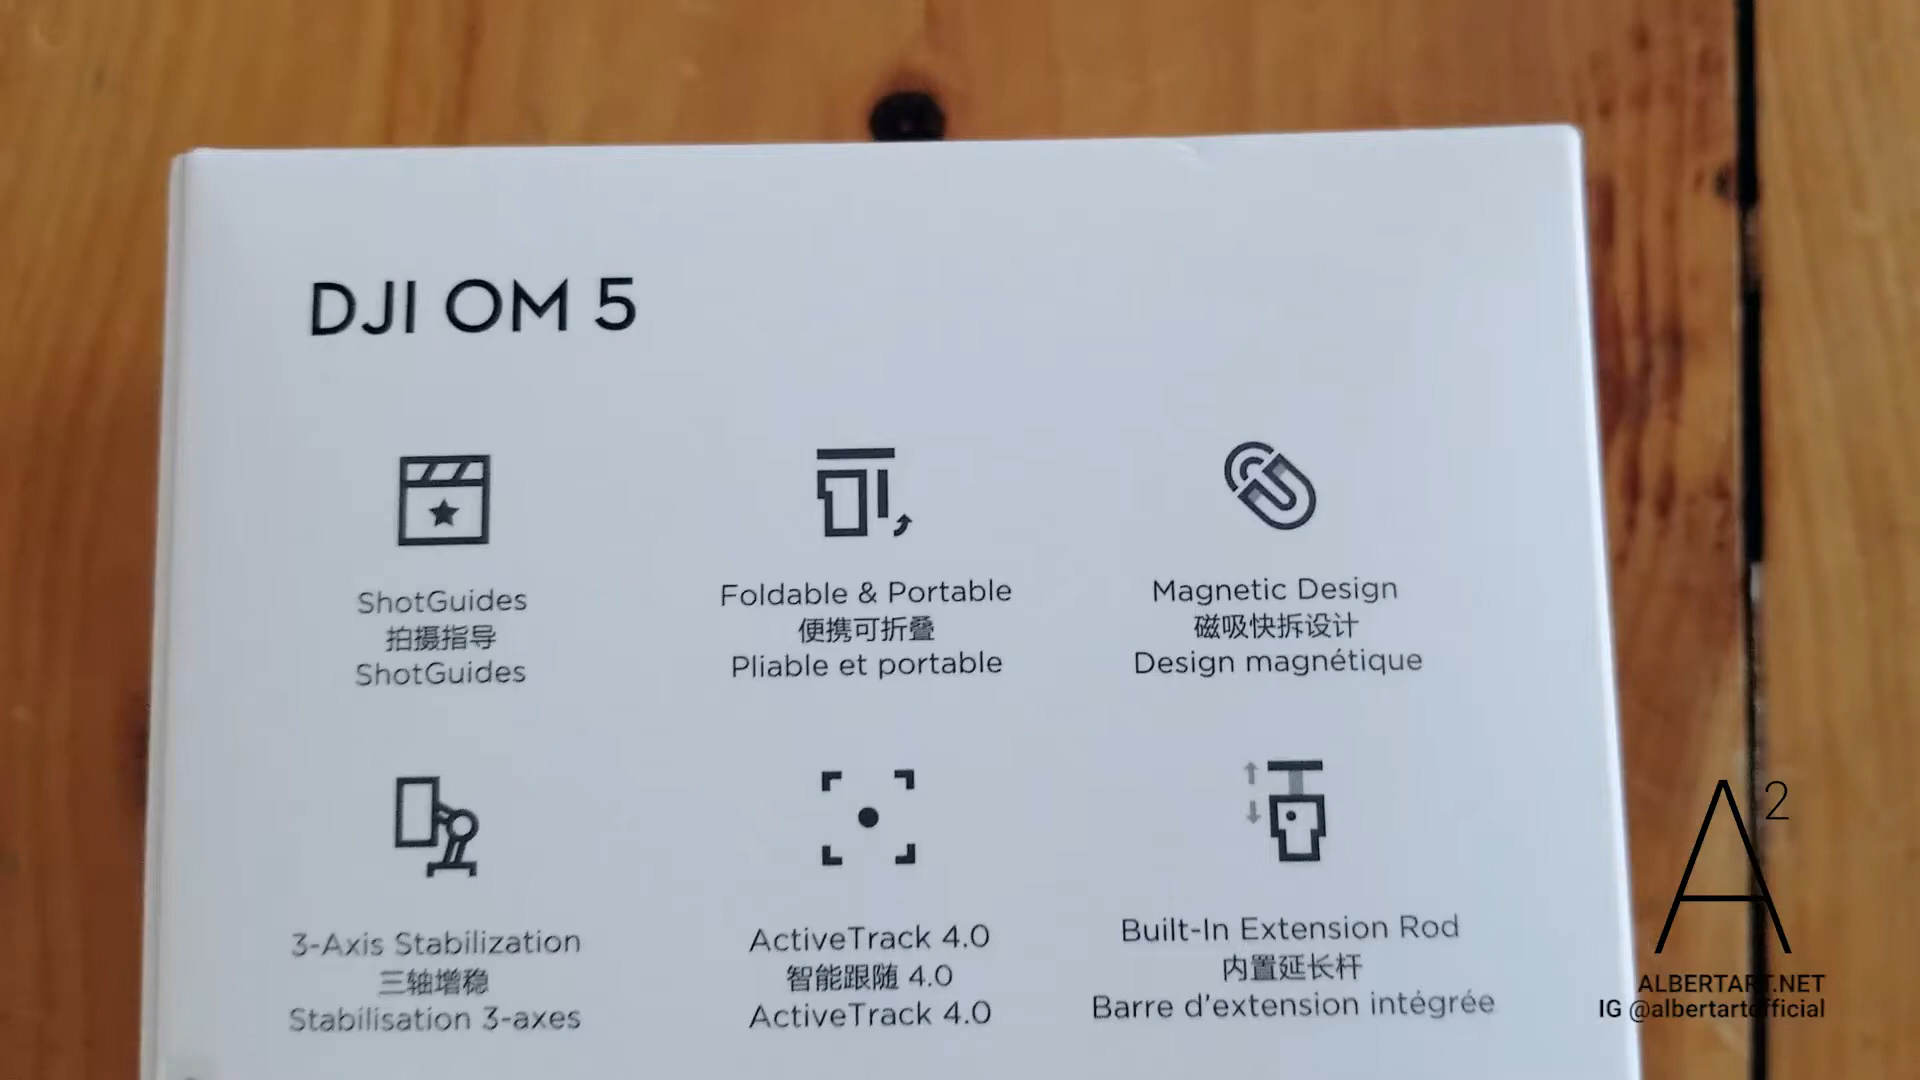 DJI OM 5
ShotGuides
拍摄指导
ShotGuides
Foldable & Portable
便携可折叠
Pliable et portable
Magnetic Design
磁吸快拆设计
Design magnétique
3-Axis Stabilization
三轴增稳
Stabilisation 3-axes
ActiveTrack 4.0
智能跟随 4.0
ActiveTrack 4.0
Built-In Extension Rod
内置延长杆
Barre d'extension intégrée
A2
ALBERTART.NET
IG @albertartofficial